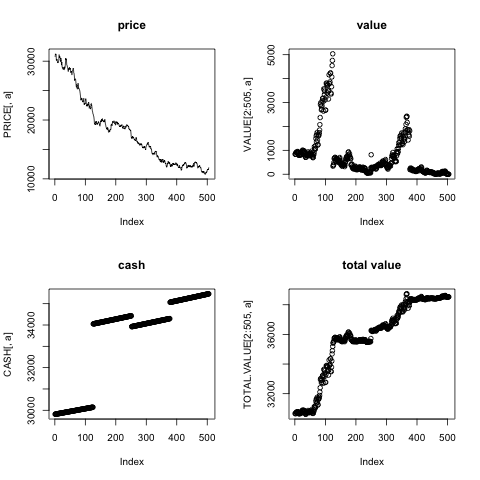 price
PRICE[, a]
10000 20000 30000
0 100 200 300 400 500
Index
value
VALUE[2:505, a]
0 1000 3000 5000
0 100 200 300 400 500
Index
cash
CASH[, a]
30000 32000 34000
0 100 200 300 400 500
Index
total value
TOTAL.VALUE[2:505, a]
32000 36000
0 100 200 300 400 500
Index